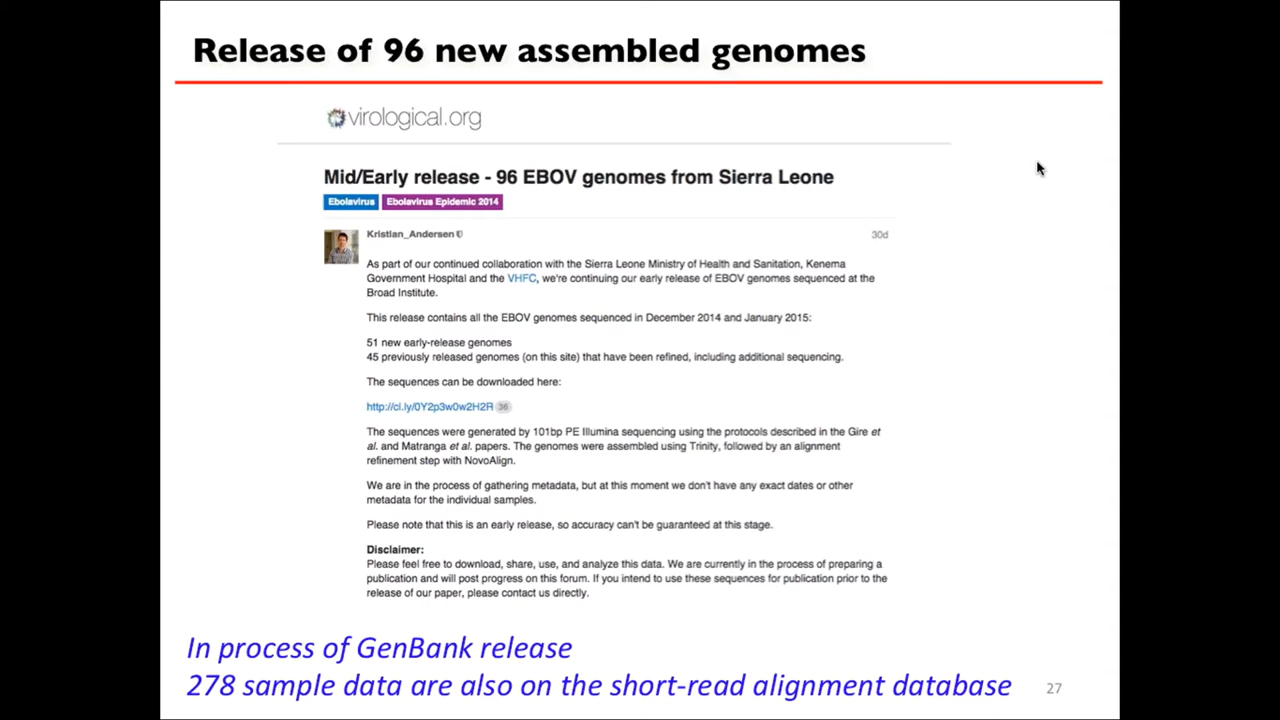 Release of 96 new assembled genomes
virological.org
Mid/Early release - 96 EBOV genomes from Sierra Leone
Ebolavirus Ebolavirus Epidemic 2014
Kristian_Andersen 30d
As part of our continued collaboration with the Sierra Leone Ministry of Health and Sanitation, Kenema
Government Hospital and the VHFC, we're continuing our early release of EBOV genomes sequenced at the
Broad Institute.
This release contains all the EBOV genomes sequenced in December 2014 and January 2015:
51 new early-release genomes
45 previously released genomes (on this site) that have been refined, including additional sequencing.
The sequences can be downloaded here:
http://cl.ly/0Y2p3w0w2H2R 36
The sequences were generated by 101bp PE Illumina sequencing using the protocols described in the Gire et
al. and Matranga et al. papers. The genomes were assembled using Trinity, followed by an alignment
refinement step with NovoAlign.
We are in the process of gathering metadata, but at this moment we don't have any exact dates or other
metadata for the individual samples.
Please note that this is an early release, so accuracy can't be guaranteed at this stage.
Disclaimer:
Please feel free to download, share, use, and analyze this data. We are currently in the process of preparing a
publication and will post progress on this forum. If you intend to use these sequences for publication prior to the
release of our paper, please contact us directly.
In process of GenBank release
278 sample data are also on the short-read alignment database
27